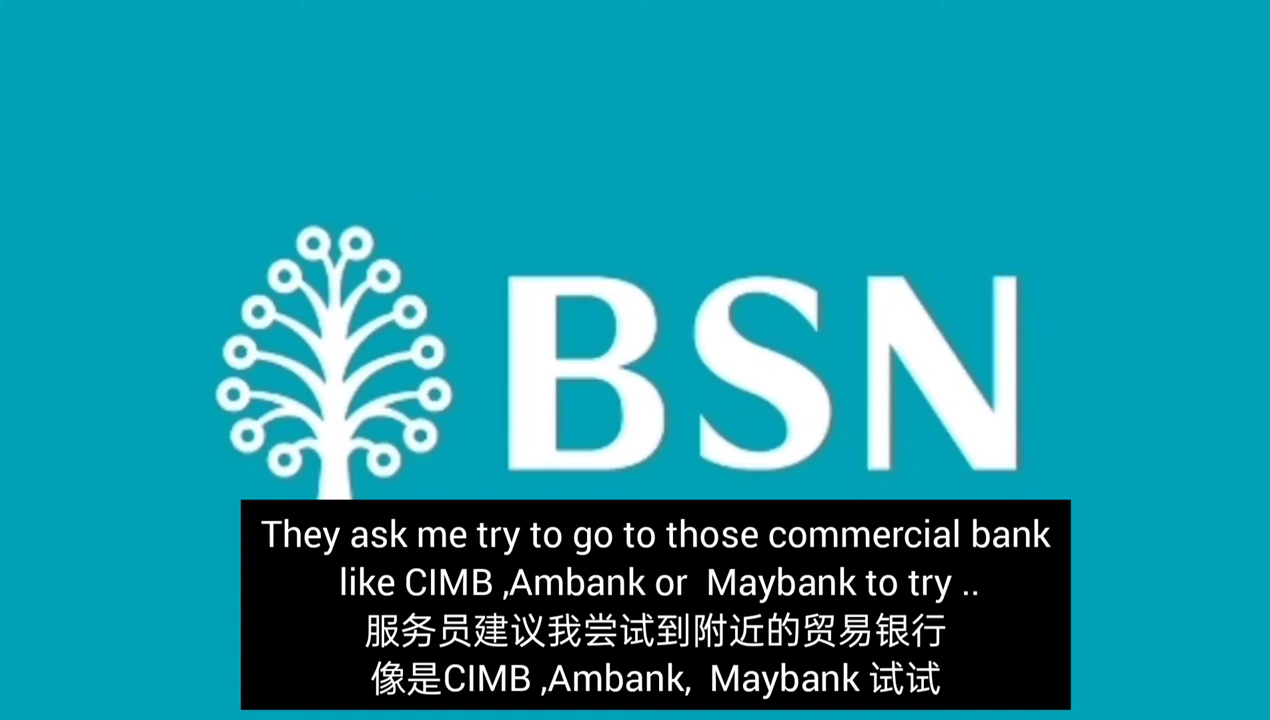 BSN
They ask me try to go to those commercial bank
like CIMB ,Ambank or  Maybank to try ..
服务员建议我尝试到附近的贸易银行
像是CIMB ,Ambank,  Maybank 试试